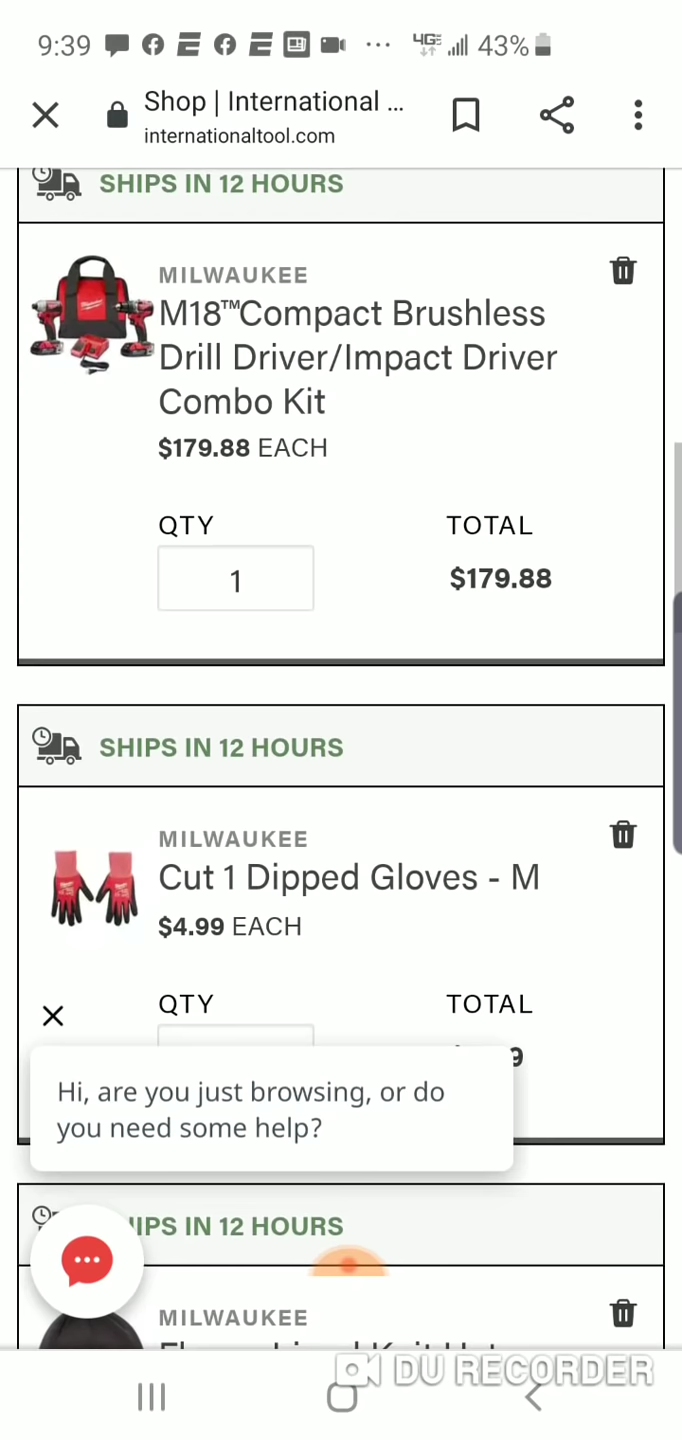 9:39 4GE 43%
Shop | International ...
internationaltool.com
SHIPS IN 12 HOURS
MILWAUKEE
M18™Compact Brushless
Drill Driver/Impact Driver
Combo Kit
$179.88 EACH
QTY TOTAL
1 $179.88
SHIPS IN 12 HOURS
MILWAUKEE
Cut 1 Dipped Gloves - M
$4.99 EACH
QTY TOTAL
Hi, are you just browsing, or do
you need some help?
IN 12 HOURS
MILWAUKEE
DU RECORDER